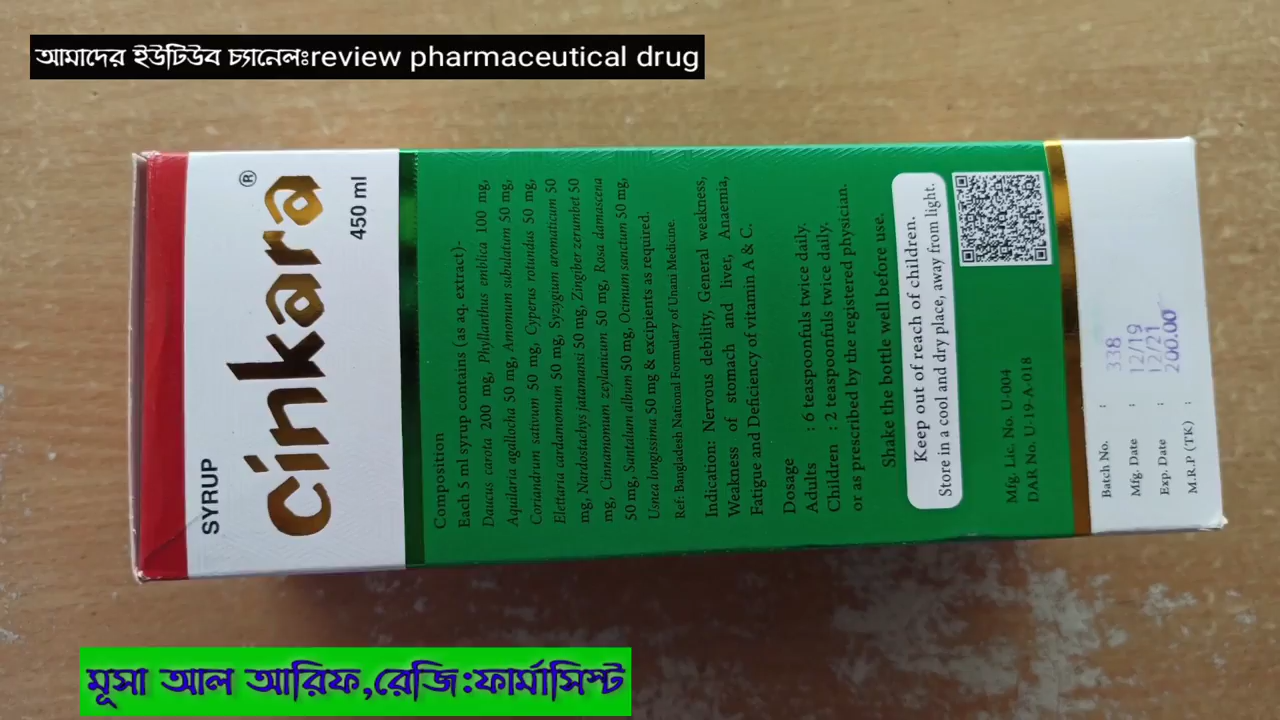 আমাদের ইউটিউব চ্যানেলঃreview pharmaceutical drug
SYRUP
Cinkara®
450 ml
Composition
Each 5 ml syrup contains (as aq. extract)-
Daucus carota 200 mg, Phyllanthus emblica 100 mg,
Aquilaria agallocha 50 mg, Amomum subulatum 50 mg,
Coriandrum sativum 50 mg, Cyperus rotundus 50 mg,
Elettaria cardamomum 50 mg, Syzygium aromaticum 50
mg, Nardostachys jatamansi 50 mg, Zingiber zerumbet 50
mg, Cinnamomum zeylanicum 50 mg, Rosa damascena
50 mg, Santalum album 50 mg, Ocimum sanctum 50 mg,
Usnea longissima 50 mg & excipients as required.
Ref: Bangladesh National Formulary of Unani Medicine.
Indication: Nervous debility, General weakness,
Weakness of stomach and liver, Anaemia,
Fatigue and Deficiency of vitamin A & C.
Dosage
Adults : 6 teaspoonfuls twice daily.
Children : 2 teaspoonfuls twice daily.
or as prescribed by the registered physician.
Shake the bottle well before use.
Keep out of reach of children.
Store in a cool and dry place, away from light.
Mfg. Lic. No. U-004
DAR No. U-19-A-018
Batch No. : 338
Mfg. Date : 12/19
Exp. Date : 12/21
M.R.P (TK) : 200.00
মূসা আল আরিফ,রেজি:ফার্মাসিস্ট